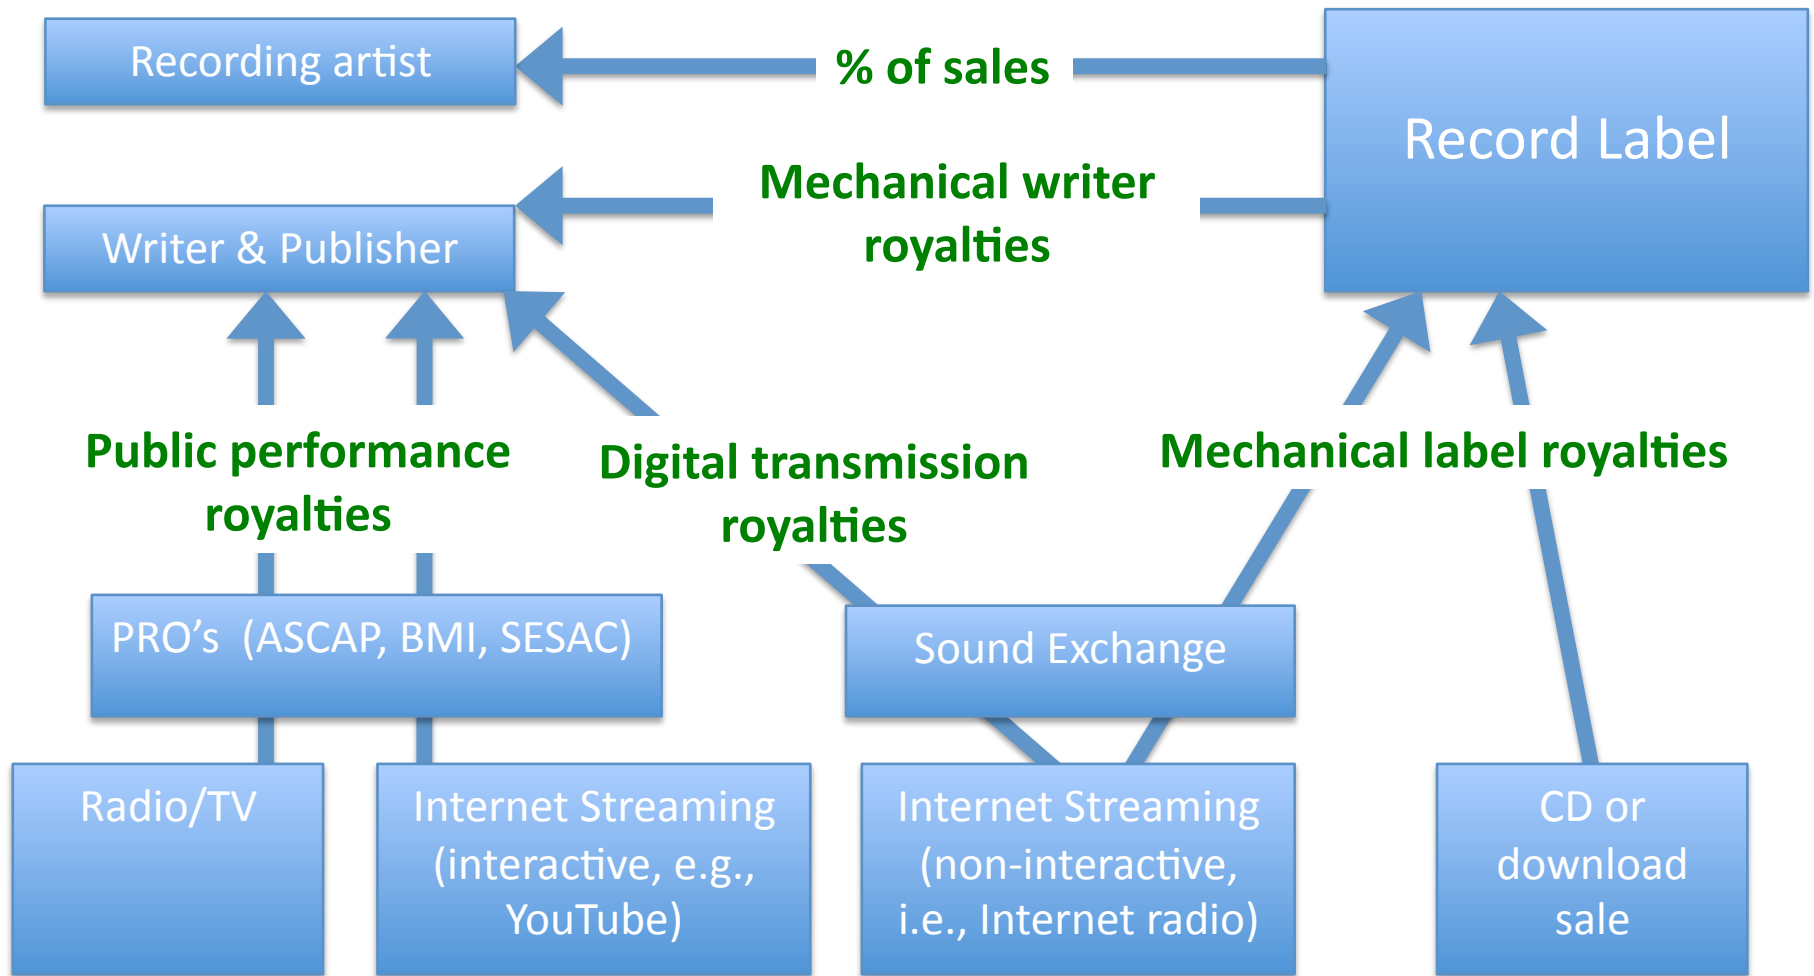 Recording artist
% of sales
Record Label
Mechanical writer
royalties
Writer & Publisher
Public performance
royalties
Digital transmission
royalties
Mechanical label royalties
PRO's  (ASCAP, BMI, SESAC)
Sound Exchange
Radio/TV
Internet Streaming
(interactive, e.g.,
YouTube)
Internet Streaming
(non-interactive,
i.e., Internet radio)
CD or
download
sale